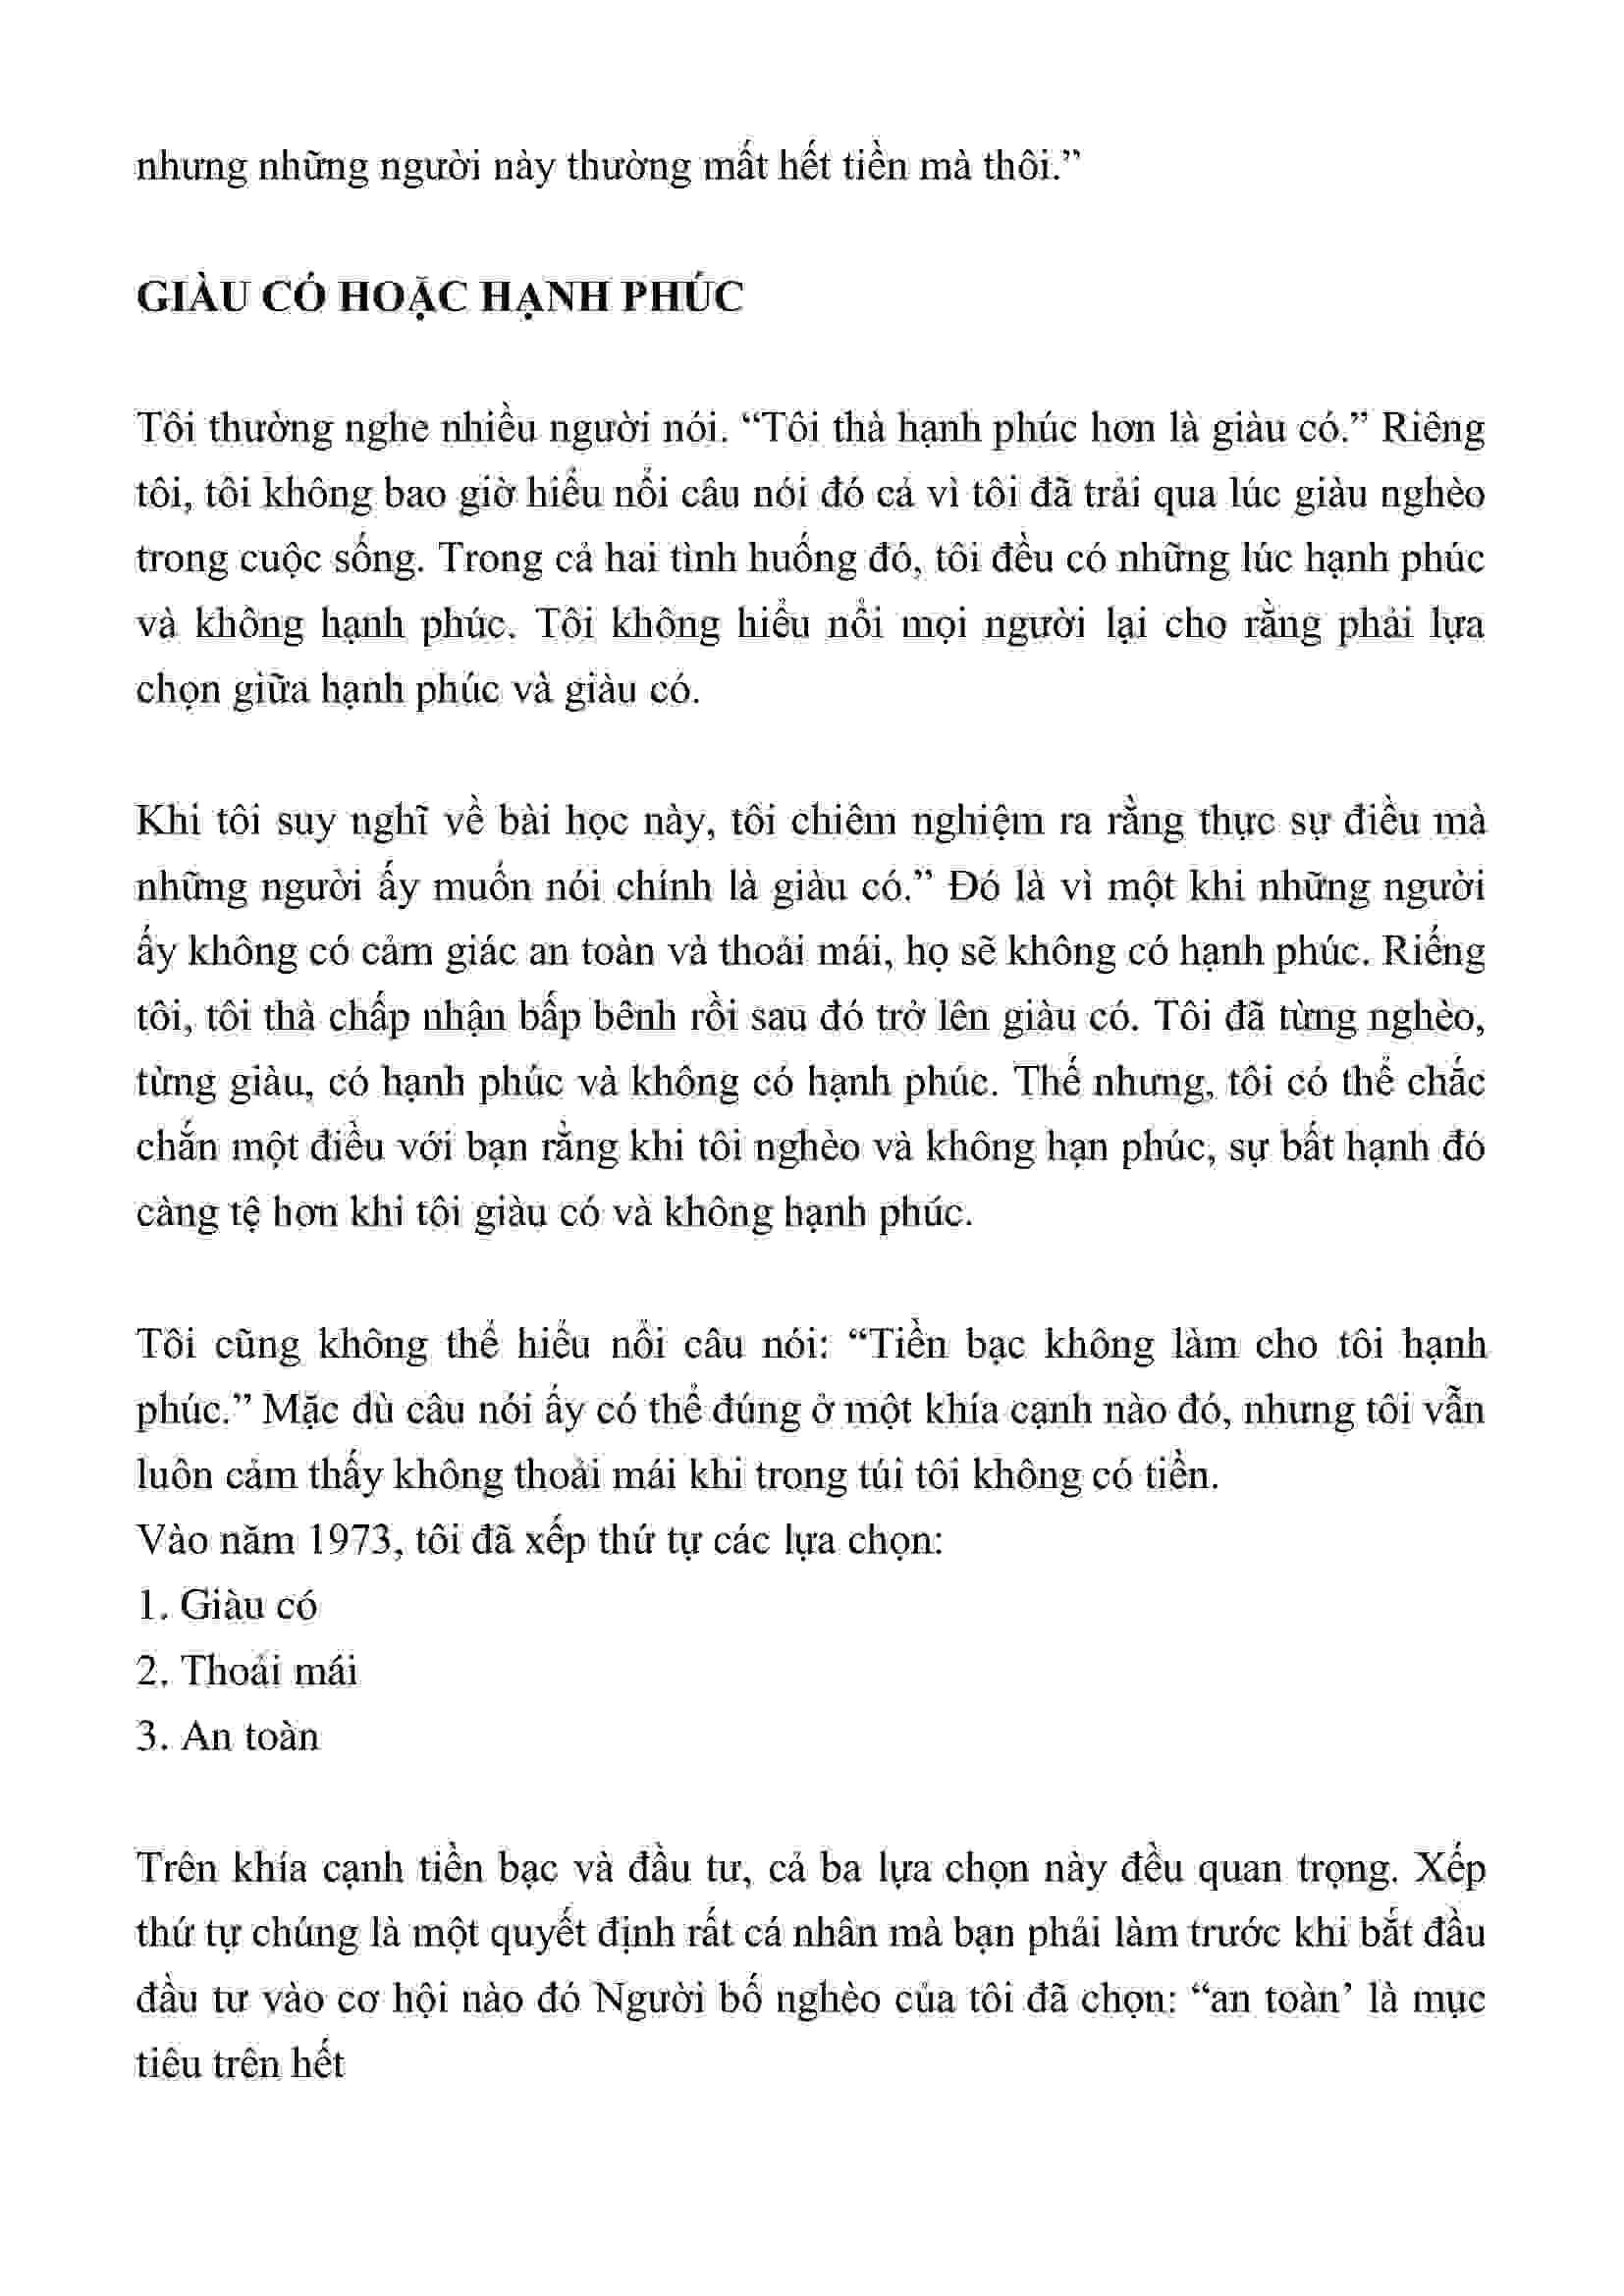 nhưng những người này thường mất hết tiền mà thôi.”
GIÀU CÓ HOẶC HẠNH PHÚC
Tôi thường nghe nhiều người nói. “Tôi thà hạnh phúc hơn là giàu có.” Riêng
tôi, tôi không bao giờ hiểu nổi câu nói đó cả vì tôi đã trải qua lúc giàu nghèo
trong cuộc sống. Trong cả hai tình huống đó, tôi đều có những lúc hạnh phúc
và không hạnh phúc. Tôi không hiểu nổi mọi người lại cho rằng phải lựa
chọn giữa hạnh phúc và giàu có.
Khi tôi suy nghĩ về bài học này, tôi chiêm nghiệm ra rằng thực sự điều mà
những người ấy muốn nói chính là giàu có.” Đó là vì một khi những người
ấy không có cảm giác an toàn và thoải mái, họ sẽ không có hạnh phúc. Riếng
tôi, tôi thà chấp nhận bấp bênh rồi sau đó trở lên giàu có. Tôi đã từng nghèo,
từng giàu, có hạnh phúc và không có hạnh phúc. Thế nhưng, tôi có thể chắc
chắn một điều với bạn rằng khi tôi nghèo và không hạn phúc, sự bất hạnh đó
càng tệ hơn khi tôi giàu có và không hạnh phúc.
Tôi cũng không thể hiểu nổi câu nói: “Tiền bạc không làm cho tôi hạnh
phúc.” Mặc dù câu nói ấy có thể đúng ở một khía cạnh nào đó, nhưng tôi vẫn
luôn cảm thấy không thoải mái khi trong túi tôi không có tiền.
Vào năm 1973, tôi đã xếp thứ tự các lựa chọn:
1. Giàu có
2. Thoải mái
3. An toàn
Trên khía cạnh tiền bạc và đầu tư, cả ba lựa chọn này đều quan trọng. Xếp
thứ tự chúng là một quyết định rất cá nhân mà bạn phải làm trước khi bắt đầu
đầu tư vào cơ hội nào đó Người bố nghèo của tôi đã chọn: “an toàn’ là mục
tiêu trên hết